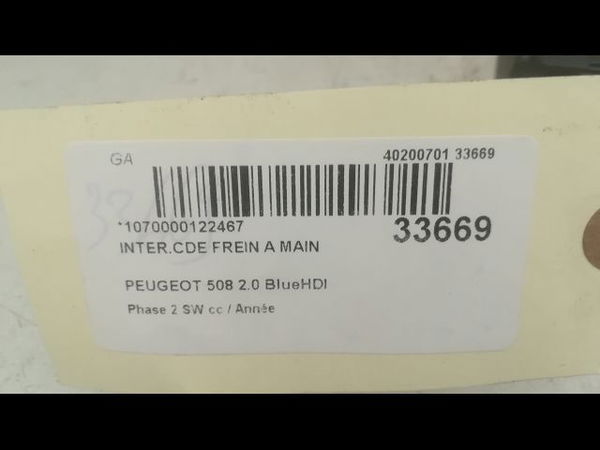 GA 40200701 33669
*1070000122467 33669
INTER.CDE FREIN A MAIN
PEUGEOT 508 2.0 BlueHDI
Phase 2 SW cc / Année